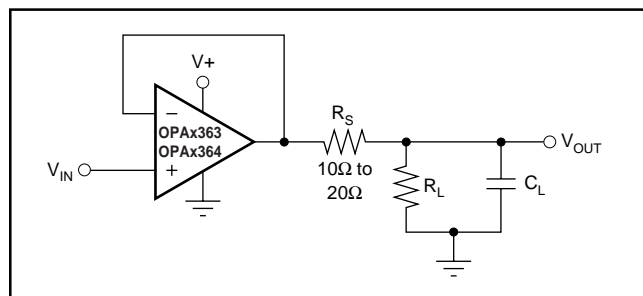 V+
−
OPAx363
OPAx364
+
V_IN
R_S
10Ω to
20Ω
R_L
C_L
V_OUT